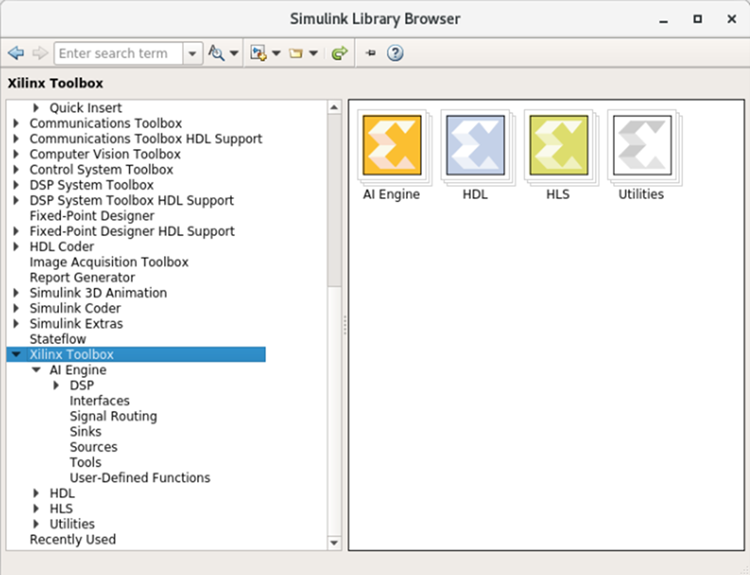 Simulink Library Browser
Enter search term
Xilinx Toolbox
Quick Insert
Communications Toolbox
Communications Toolbox HDL Support
Computer Vision Toolbox
Control System Toolbox
DSP System Toolbox
DSP System Toolbox HDL Support
Fixed-Point Designer
Fixed-Point Designer HDL Support
HDL Coder
Image Acquisition Toolbox
Report Generator
Simulink 3D Animation
Simulink Coder
Simulink Extras
Stateflow
Xilinx Toolbox
AI Engine
DSP
Interfaces
Signal Routing
Sinks
Sources
Tools
User-Defined Functions
HDL
HLS
Utilities
Recently Used
AI Engine HDL HLS Utilities